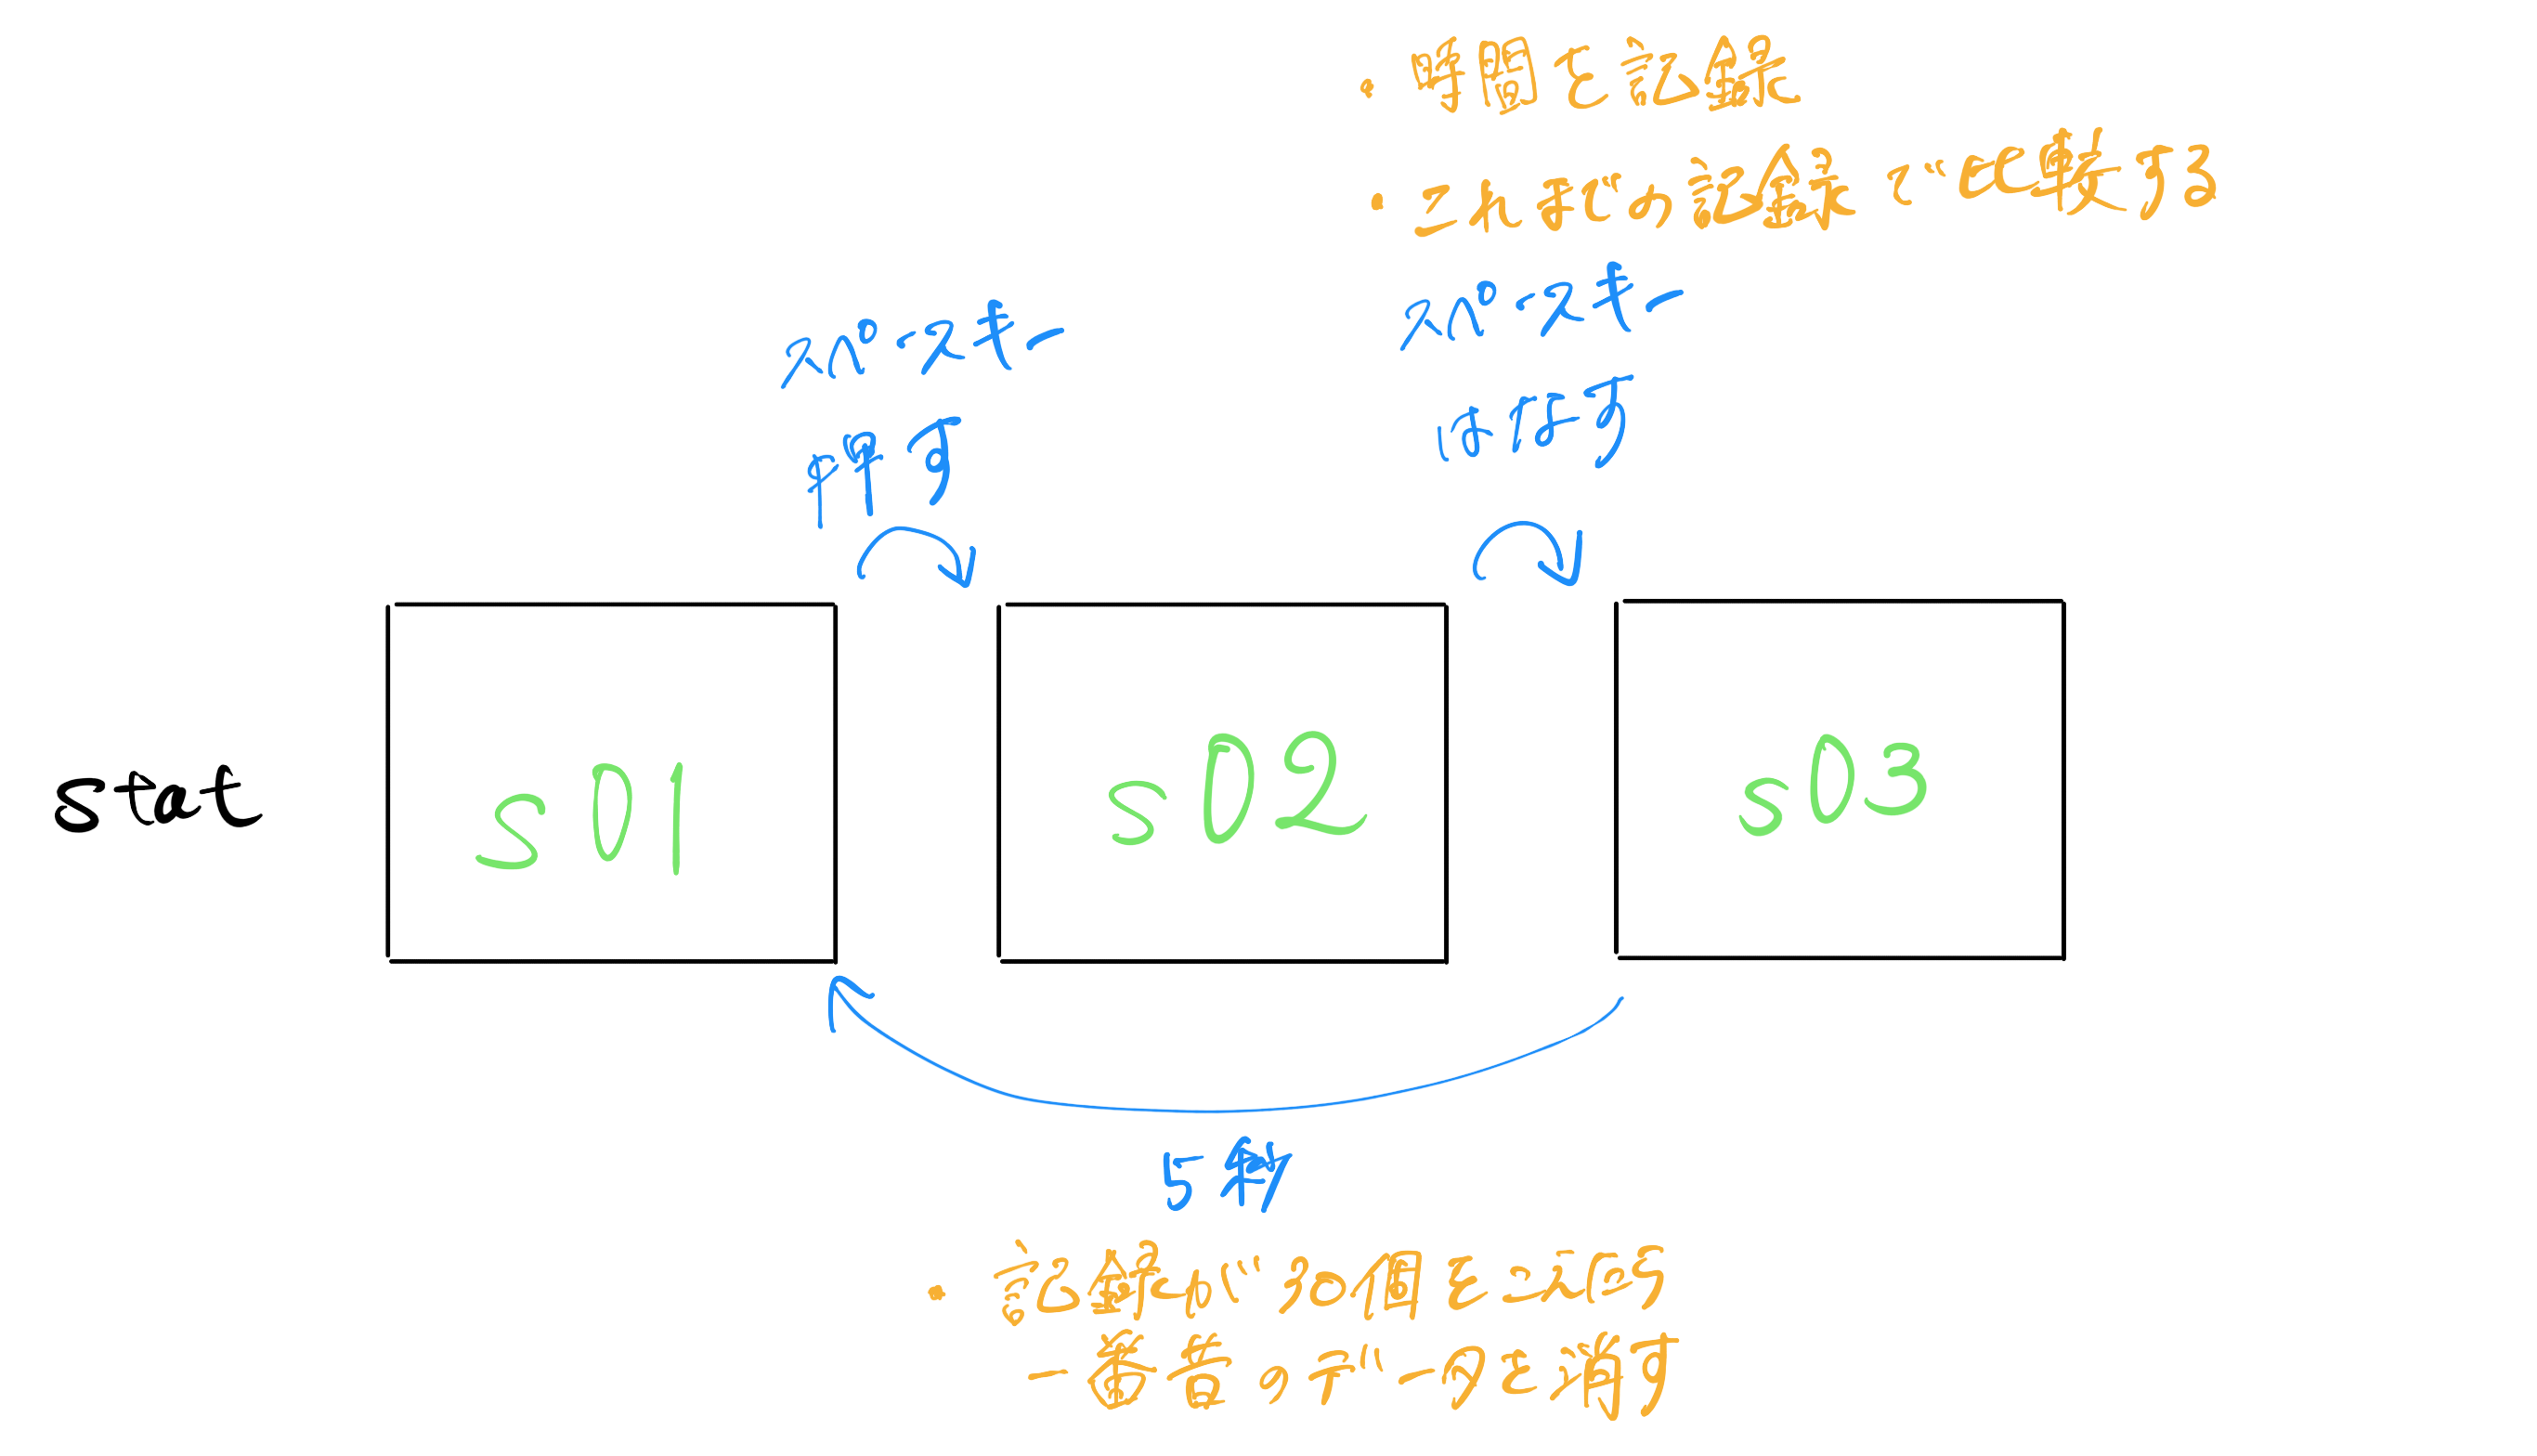 ・時間を記録
・これまでの記録で比較する
スペースキー
押す
スペースキー
はなす
stat
s01
s02
s03
5秒
・記録が30個をこえたら
一番昔のデータを消す